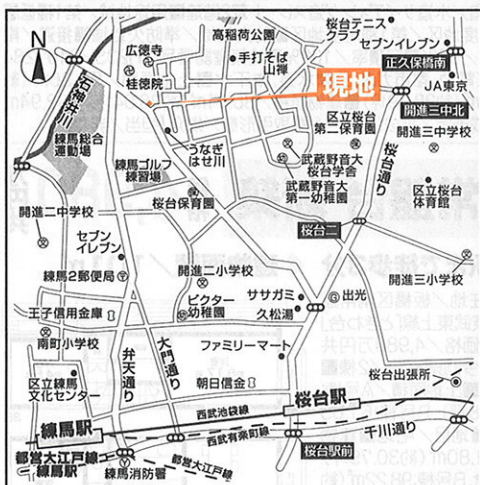 桜台テニス
クラブ
高稲荷公園
広徳寺
セブンイレブン
手打そば
山禅
正久保橋南
桂徳院
現地
JA東京
石神井川
開進三中北
区立桜台
第二保育園
開進三中学校
練馬総合
運動場
うなぎ
はせ川
桜台通り
練馬ゴルフ
練習場
武蔵野音大
桜台学舎
武蔵野音大
第一幼稚園
区立桜台
体育館
桜台保育園
開進二中学校
桜台二
セブン
イレブン
開進二小学校
開進三小学校
練馬2郵便局
ササガミ
出光
ビクター
幼稚園
久松湯
王子信用金庫
南町小学校
ファミリーマート
弁天通り
大門通り
区立練馬
文化センター
朝日信金
桜台出張所
西武池袋線
桜台駅
練馬駅
西武有楽町線
千川通り
都営大江戸線
練馬駅
桜台駅前
練馬消防署
都営大江戸線